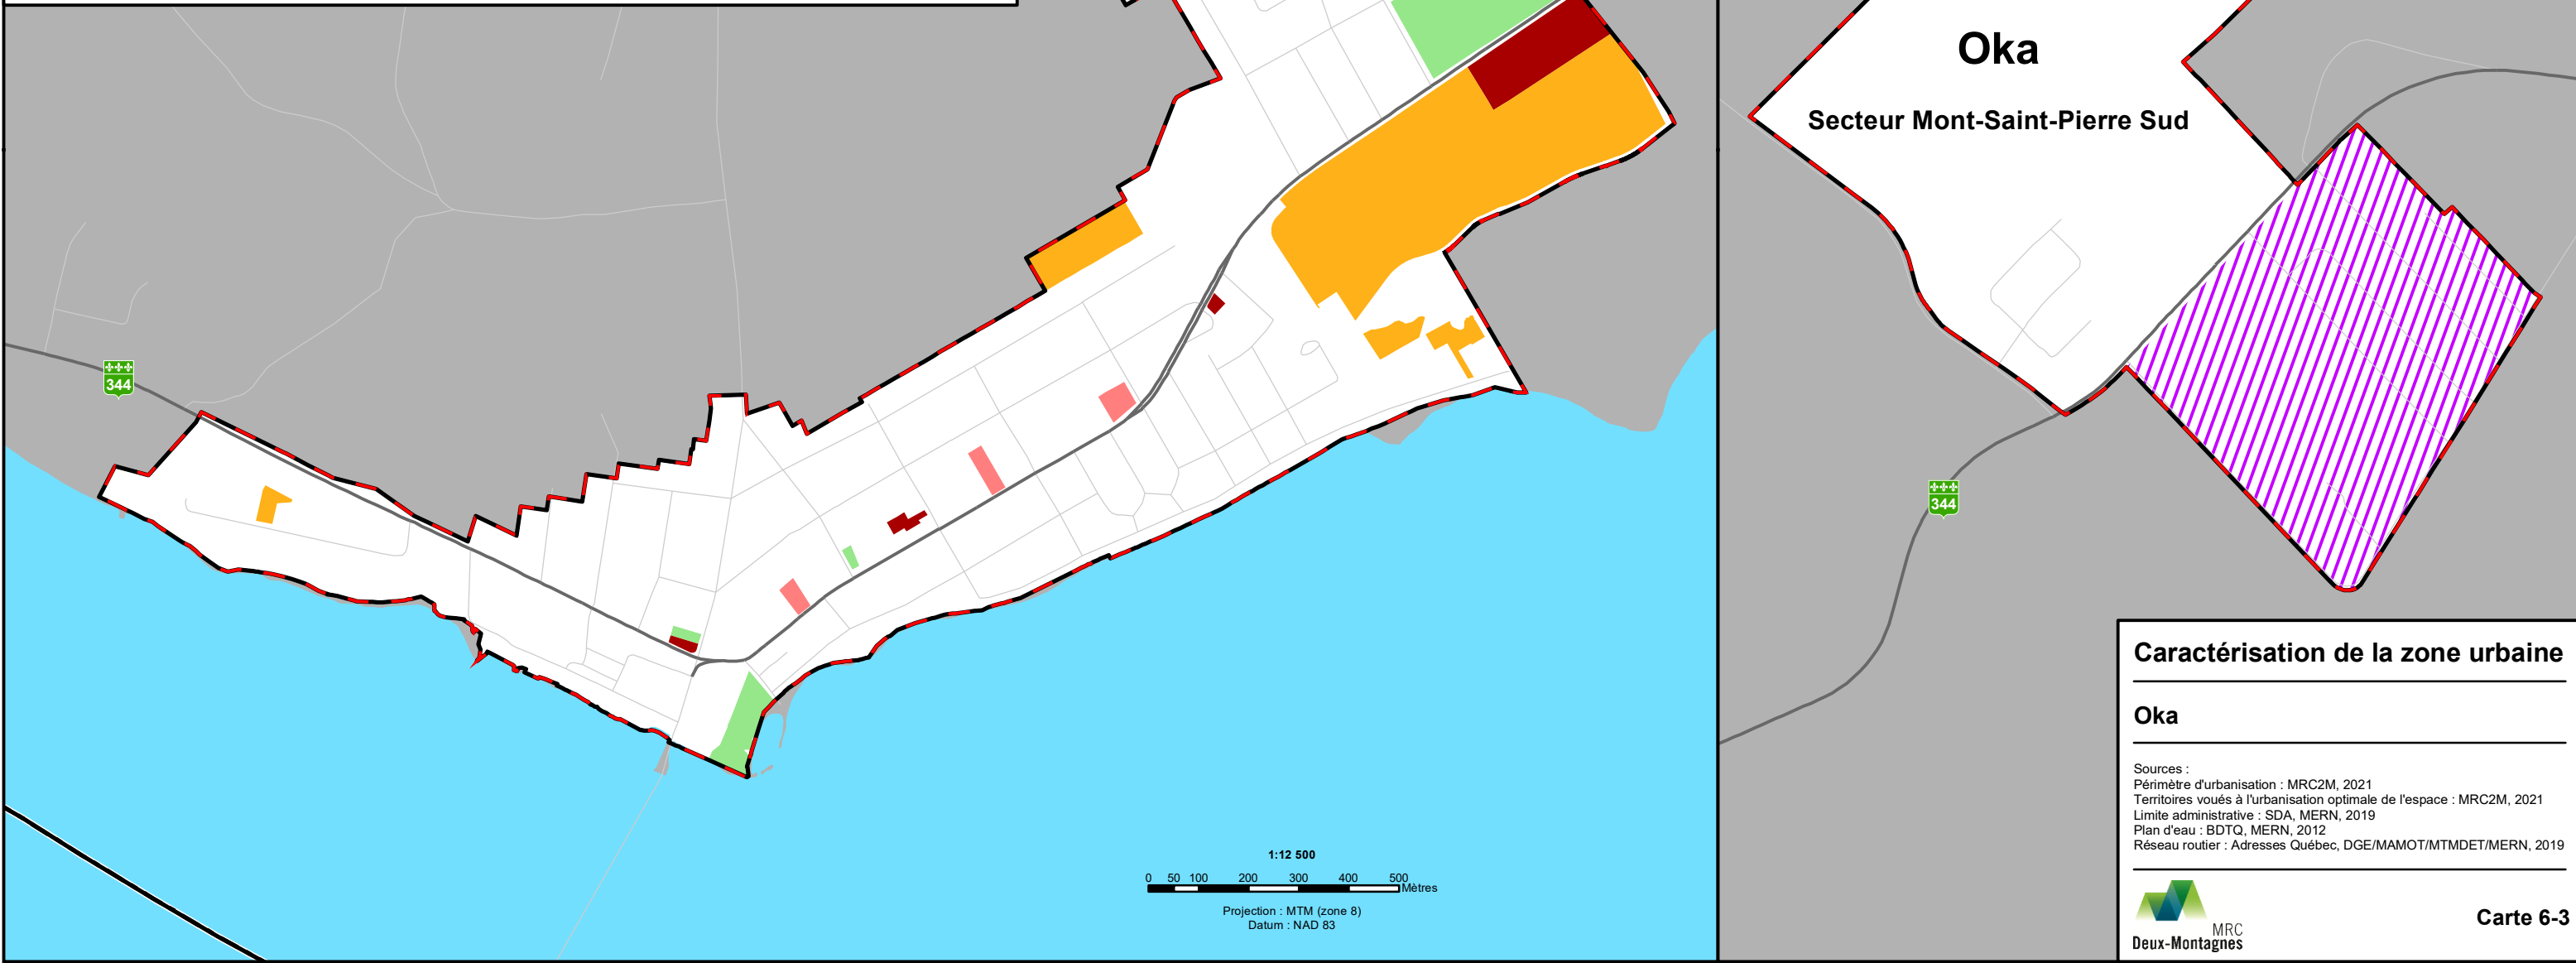 Oka
Secteur Mont-Saint-Pierre Sud
344
344
1:12 500
0 50 100 200 300 400 500
Mètres
Projection : MTM (zone 8)
Datum : NAD 83
Caractérisation de la zone urbaine
Oka
Sources :
Périmètre d'urbanisation : MRC2M, 2021
Territoires voués à l'urbanisation optimale de l'espace : MRC2M, 2021
Limite administrative : SDA, MERN, 2019
Plan d'eau : BDTQ, MERN, 2012
Réseau routier : Adresses Québec, DGE/MAMOT/MTMDET/MERN, 2019
MRC
Deux-Montagnes
Carte 6-3